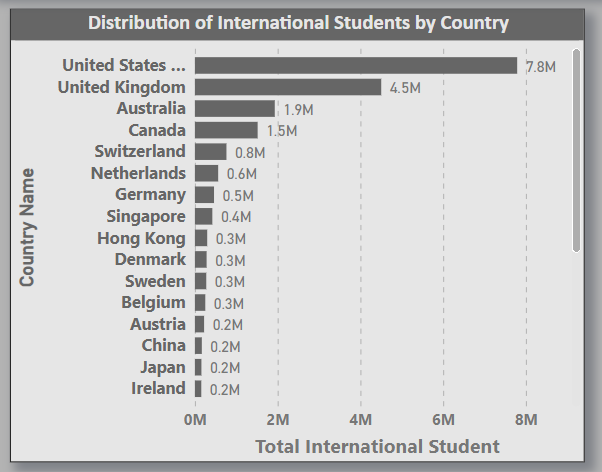 Distribution of International Students by Country
United States ... 7.8M
United Kingdom 4.5M
Australia 1.9M
Canada 1.5M
Switzerland 0.8M
Netherlands 0.6M
Germany 0.5M
Singapore 0.4M
Hong Kong 0.3M
Denmark 0.3M
Sweden 0.3M
Belgium 0.3M
Austria 0.2M
China 0.2M
Japan 0.2M
Ireland 0.2M
Country Name
0M 2M 4M 6M 8M
Total International Student